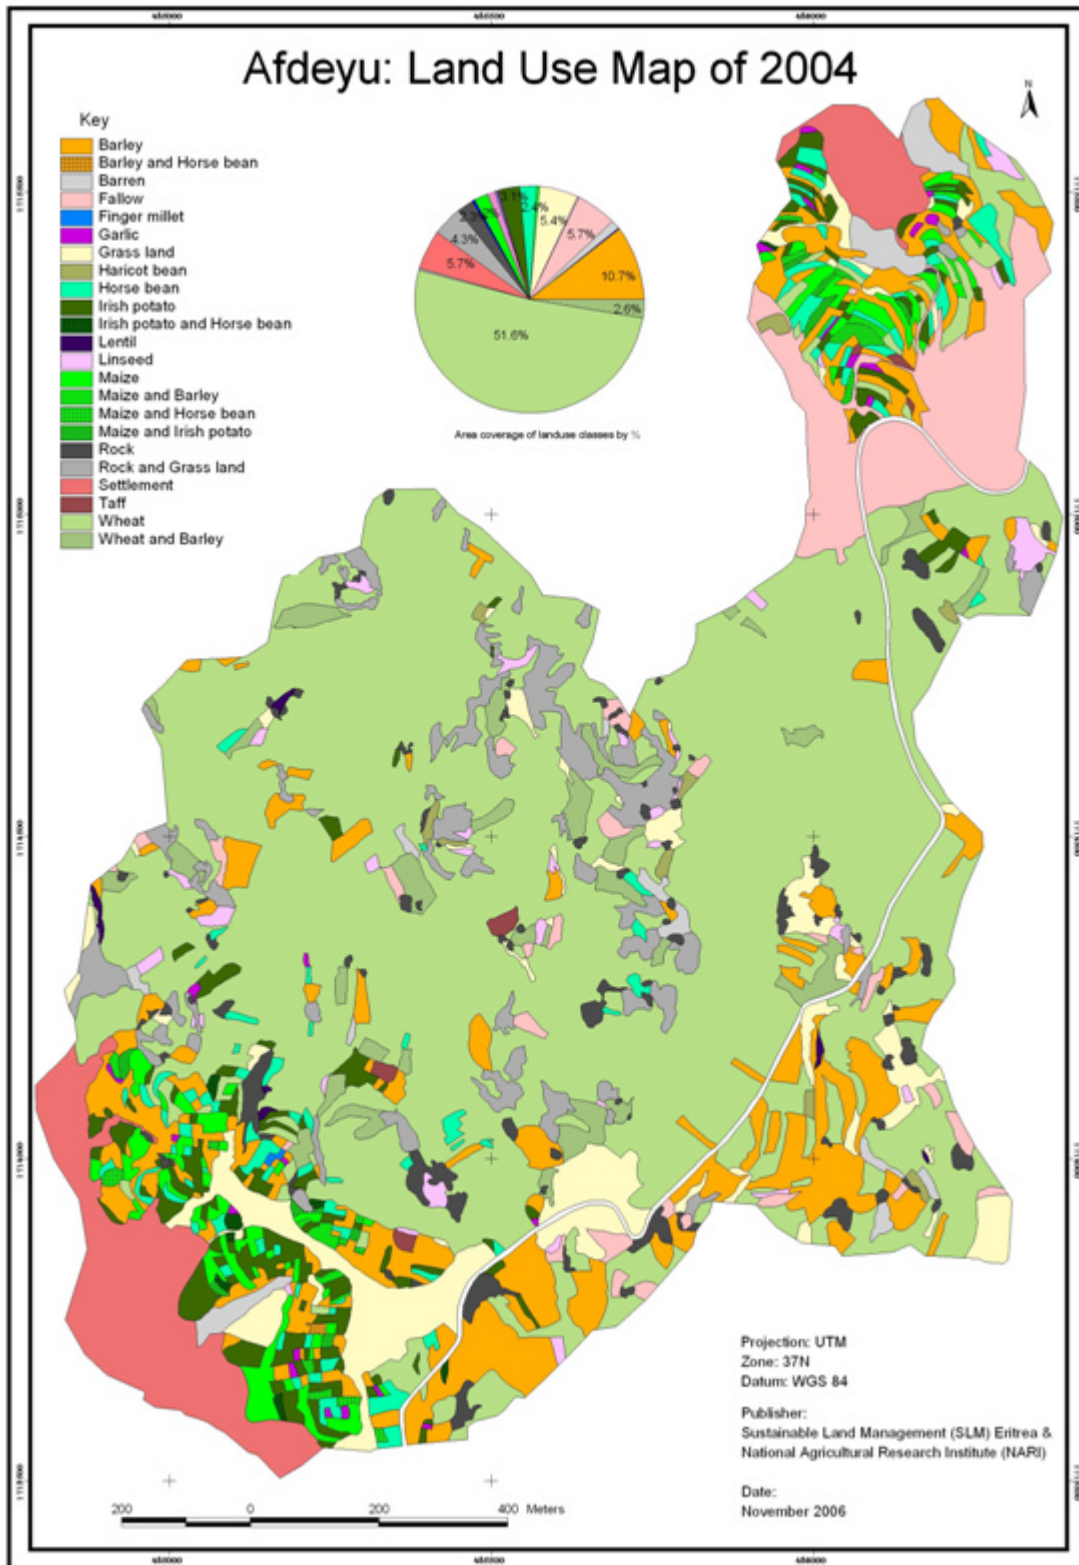 Afdeyu: Land Use Map of 2004
N
Key
Barley
Barley and Horse bean
Barren
Fallow
Finger millet
Garlic
Grass land
Haricot bean
Horse bean
Irish potato
Irish potato and Horse bean
Lentil
Linseed
Maize
Maize and Barley
Maize and Horse bean
Maize and Irish potato
Rock
Rock and Grass land
Settlement
Taff
Wheat
Wheat and Barley
3.1%
2.4%
5.4%
5.7%
4.3%
5.7%
10.7%
2.6%
51.6%
Area coverage of landuse classes by %
Projection: UTM
Zone: 37N
Datum: WGS 84
Publisher:
Sustainable Land Management (SLM) Eritrea &
National Agricultural Research Institute (NARI)
Date:
November 2006
200 0 200 400 Meters